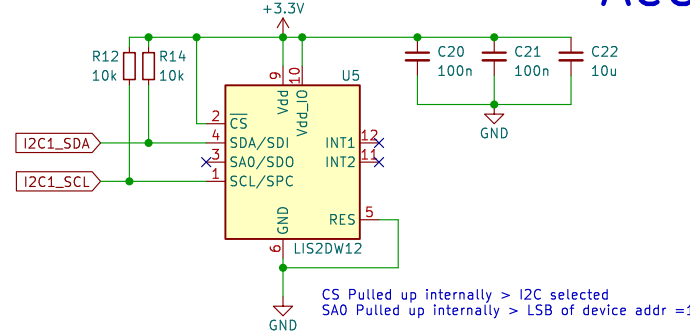 +3.3V
R12
10k
R14
10k
C20
100n
C21
100n
C22
10u
GND
U5
9
Vdd
10
Vdd_IO
2
CS
4
SDA/SDI
3
SA0/SDO
1
SCL/SPC
INT1
12
INT2
11
RES
5
GND
6
LIS2DW12
I2C1_SDA
I2C1_SCL
GND
CS Pulled up internally > I2C selected
SA0 Pulled up internally > LSB of device addr =1